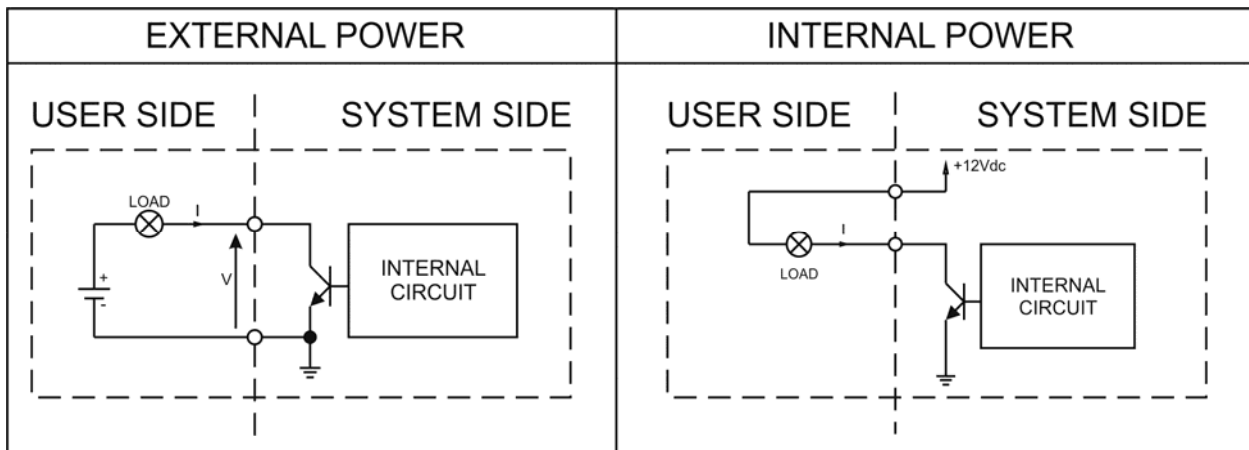 EXTERNAL POWER
INTERNAL POWER
USER SIDE
SYSTEM SIDE
LOAD
I
V
+
-
INTERNAL
CIRCUIT
USER SIDE
SYSTEM SIDE
+12Vdc
I
LOAD
INTERNAL
CIRCUIT